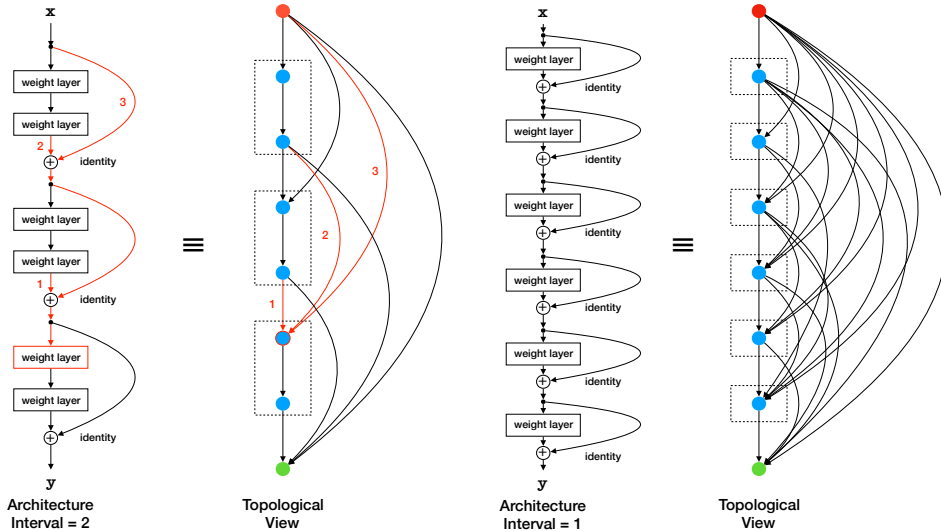 x
weight layer
3
weight layer
2
identity
weight layer
weight layer
1
identity
weight layer
weight layer
identity
y
Architecture
Interval = 2
≡
3
2
1
Topological
View
x
weight layer
identity
weight layer
identity
weight layer
identity
weight layer
identity
weight layer
identity
weight layer
identity
y
Architecture
Interval = 1
≡
Topological
View